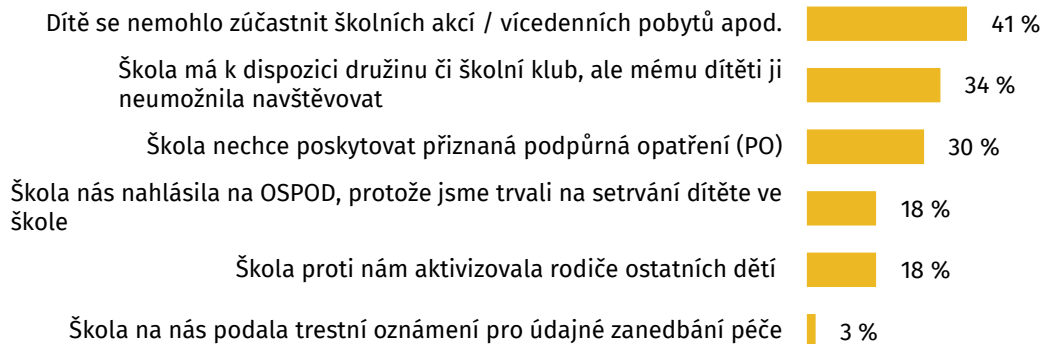 Dítě se nemohlo zúčastnit školních akcí / vícedenních pobytů apod. 41 %
Škola má k dispozici družinu či školní klub, ale mému dítěti ji
neumožnila navštěvovat 34 %
Škola nechce poskytovat přiznaná podpůrná opatření (PO) 30 %
Škola nás nahlásila na OSPOD, protože jsme trvali na setrvání dítěte ve
škole 18 %
Škola proti nám aktivizovala rodiče ostatních dětí 18 %
Škola na nás podala trestní oznámení pro údajné zanedbání péče 3 %